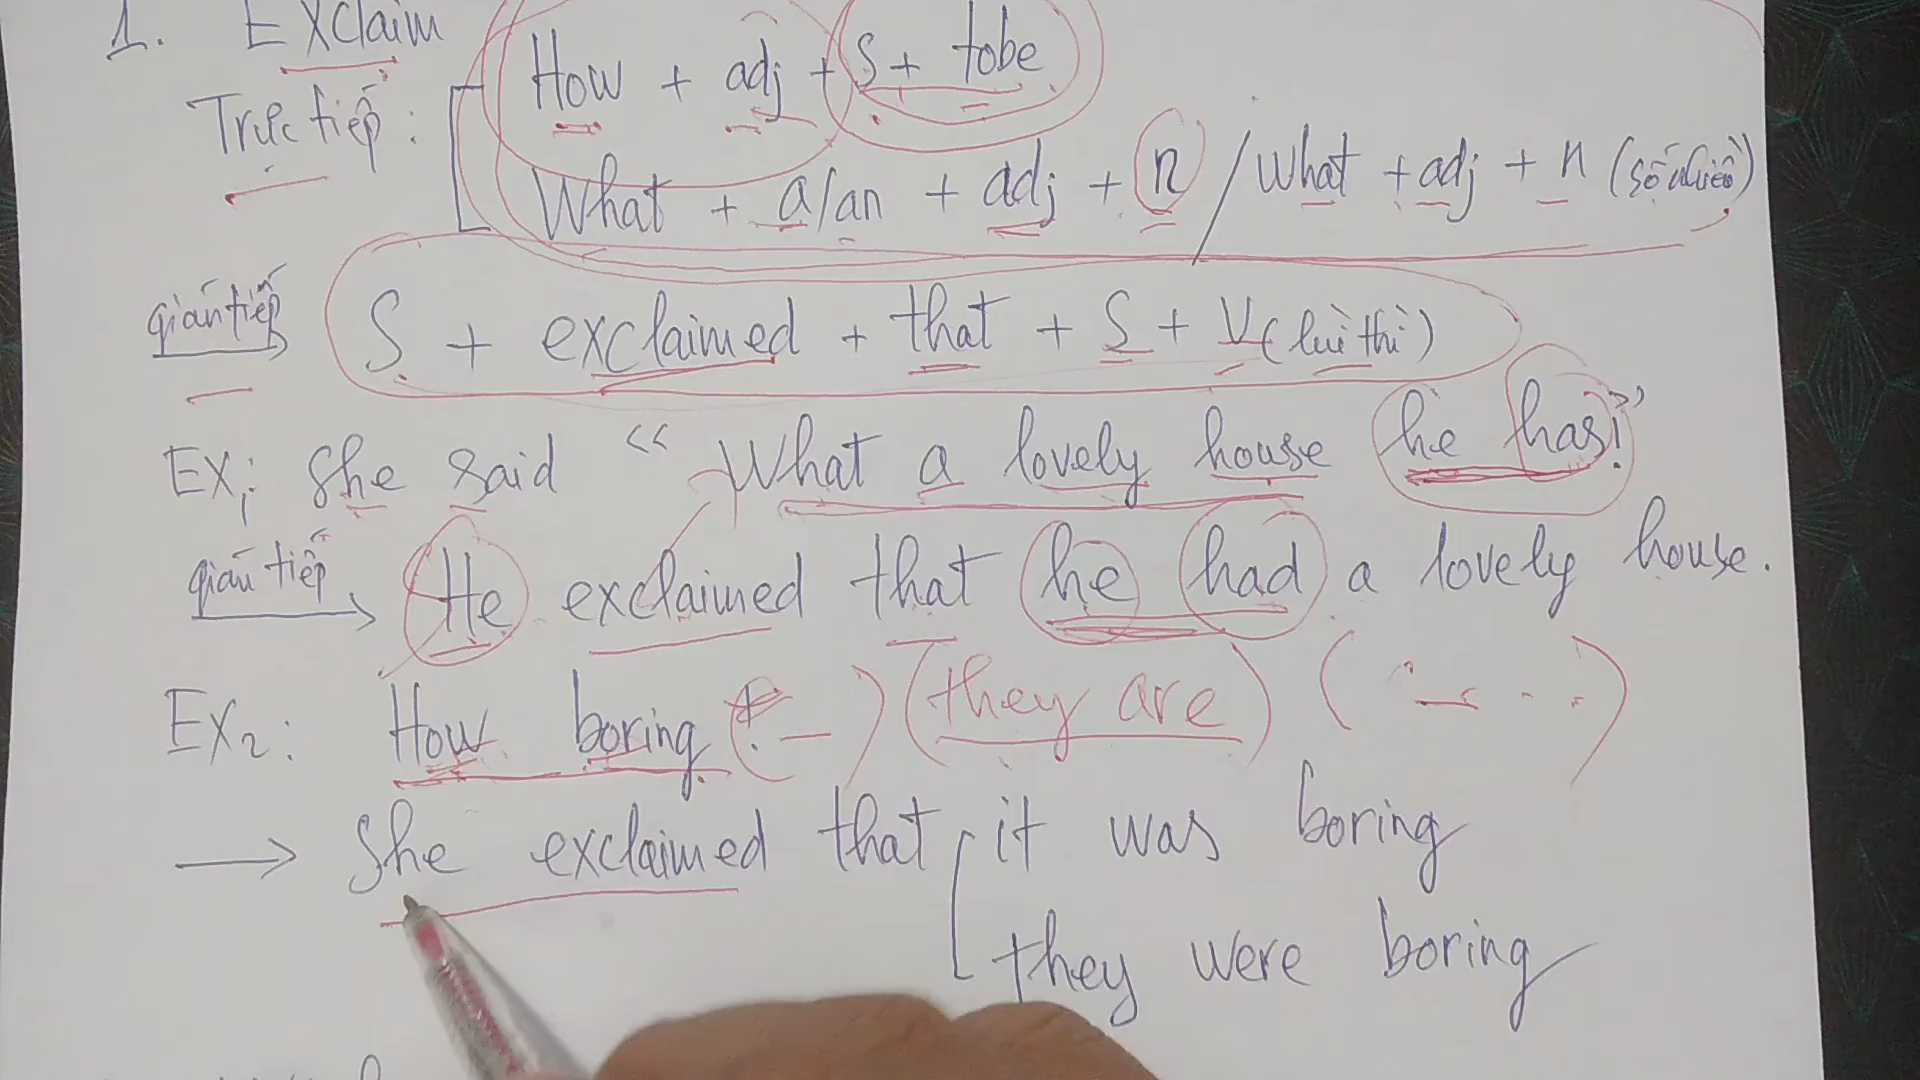 1. Exclaim
Trực tiếp: How + adj + S + tobe
What + a/an + adj + n / What + adj + n (số nhiều)
gián tiếp S + exclaimed + that + S + V (lùi thì)
Ex1: She said “ What a lovely house he has!”
gián tiếp He exclaimed that he had a lovely house.
Ex2: How boring ! (they are) ( )
→ She exclaimed that it was boring
they were boring